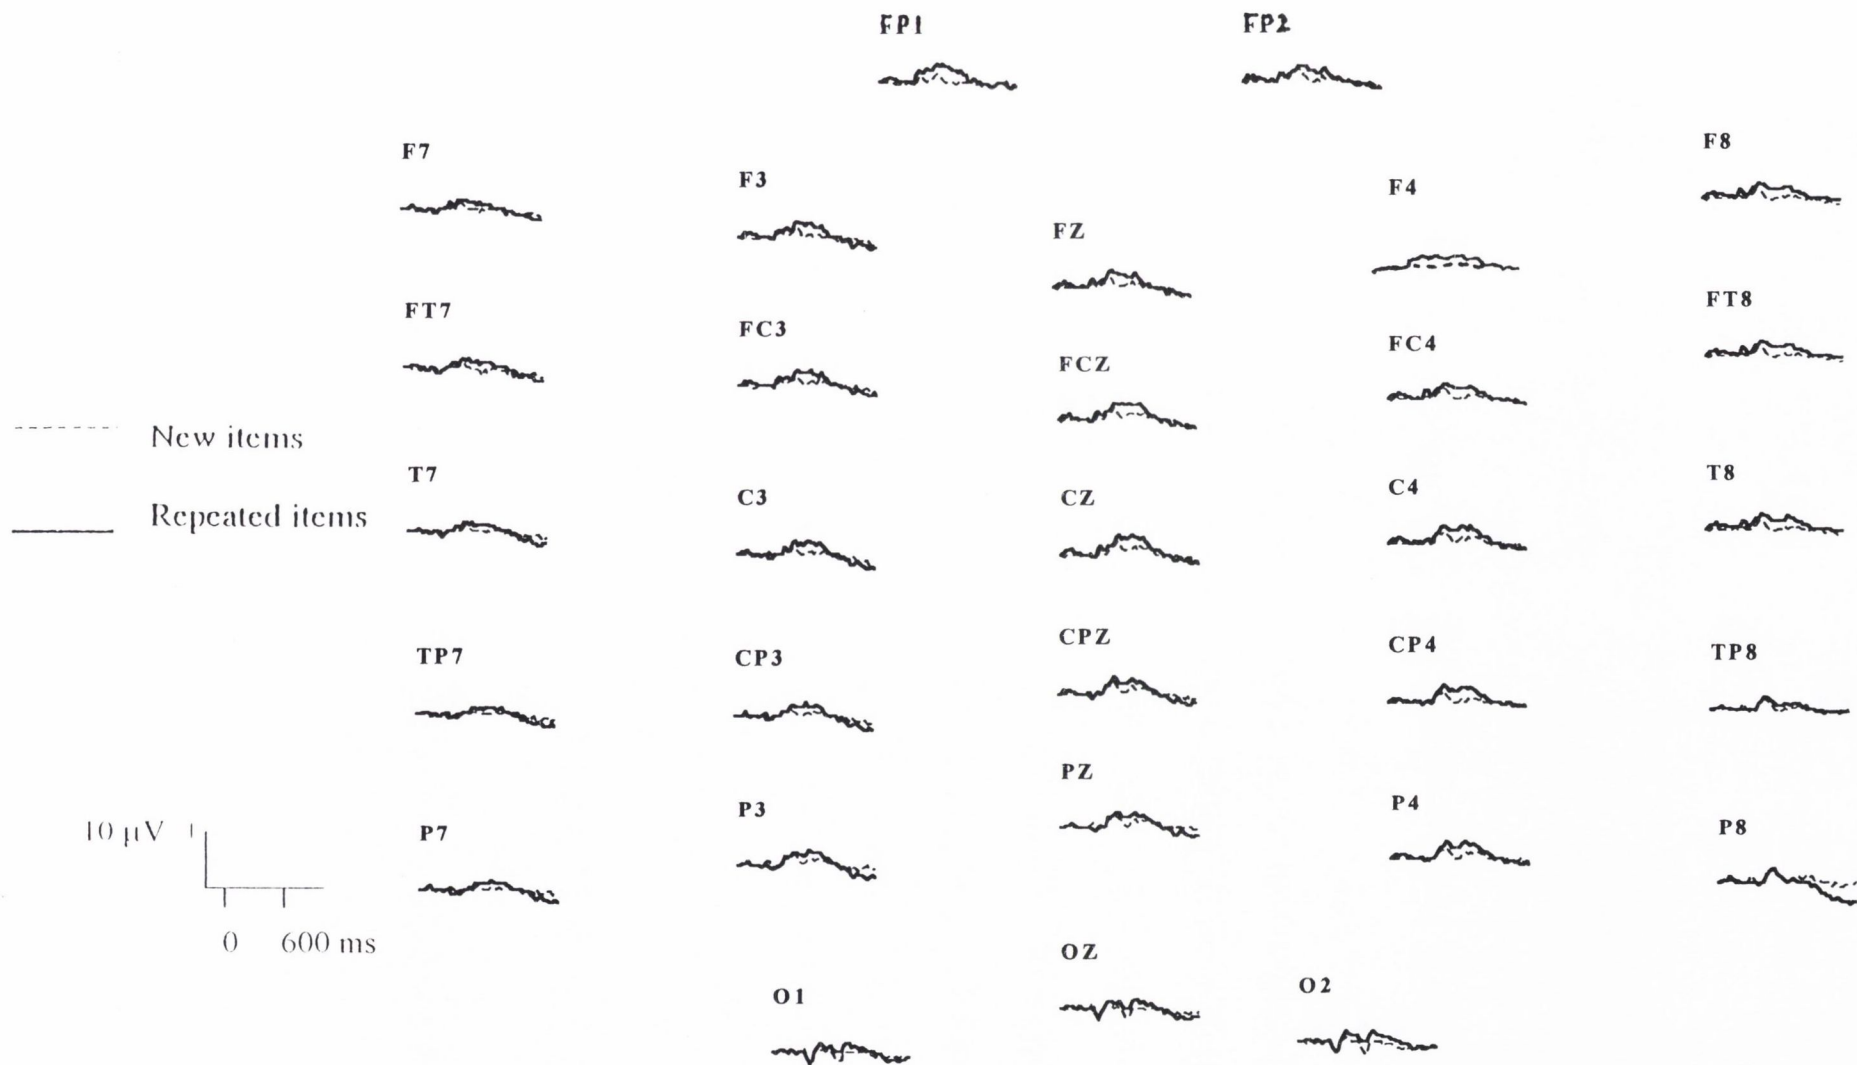 FP1
FP2
F7
F3
FZ
F4
F8
FT7
FC3
FCZ
FC4
FT8
New items
Repeated items
T7
C3
CZ
C4
T8
TP7
CP3
CPZ
CP4
TP8
10 µV
P7
P3
PZ
P4
P8
0 600 ms
O1
OZ
O2